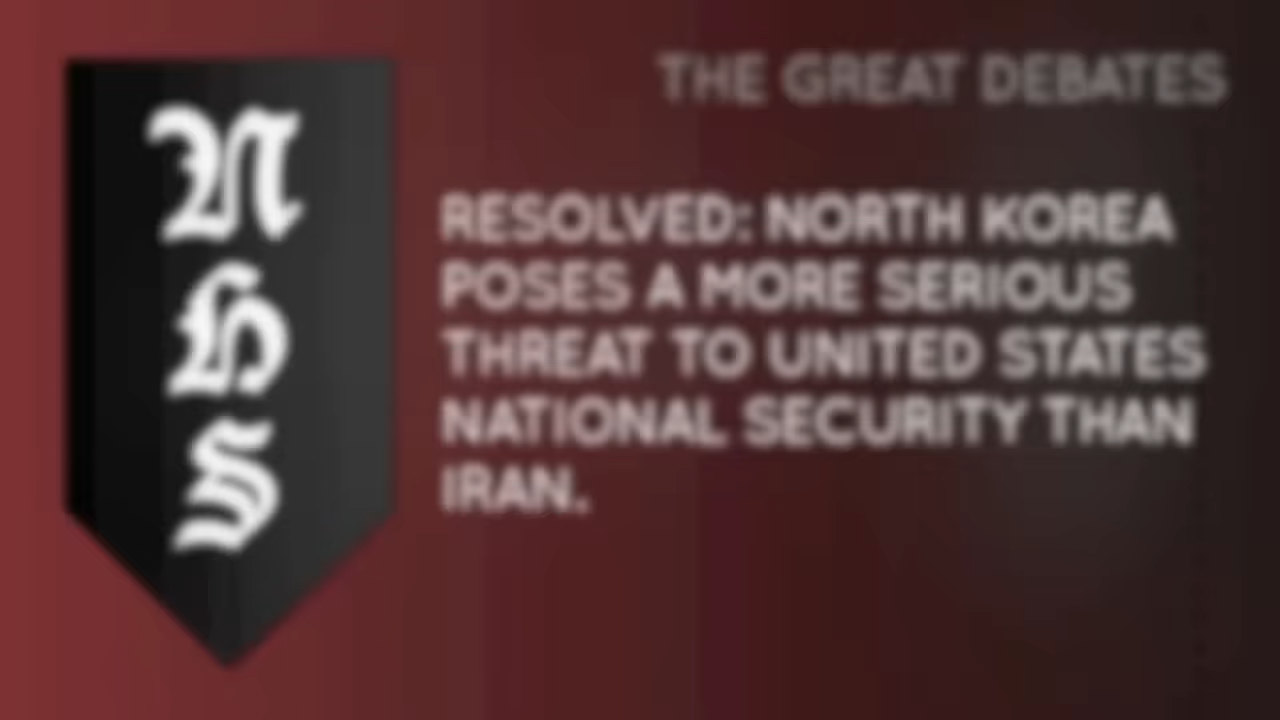 THE GREAT DEBATES
N
H
S
RESOLVED: NORTH KOREA
POSES A MORE SERIOUS
THREAT TO UNITED STATES
NATIONAL SECURITY THAN
IRAN.